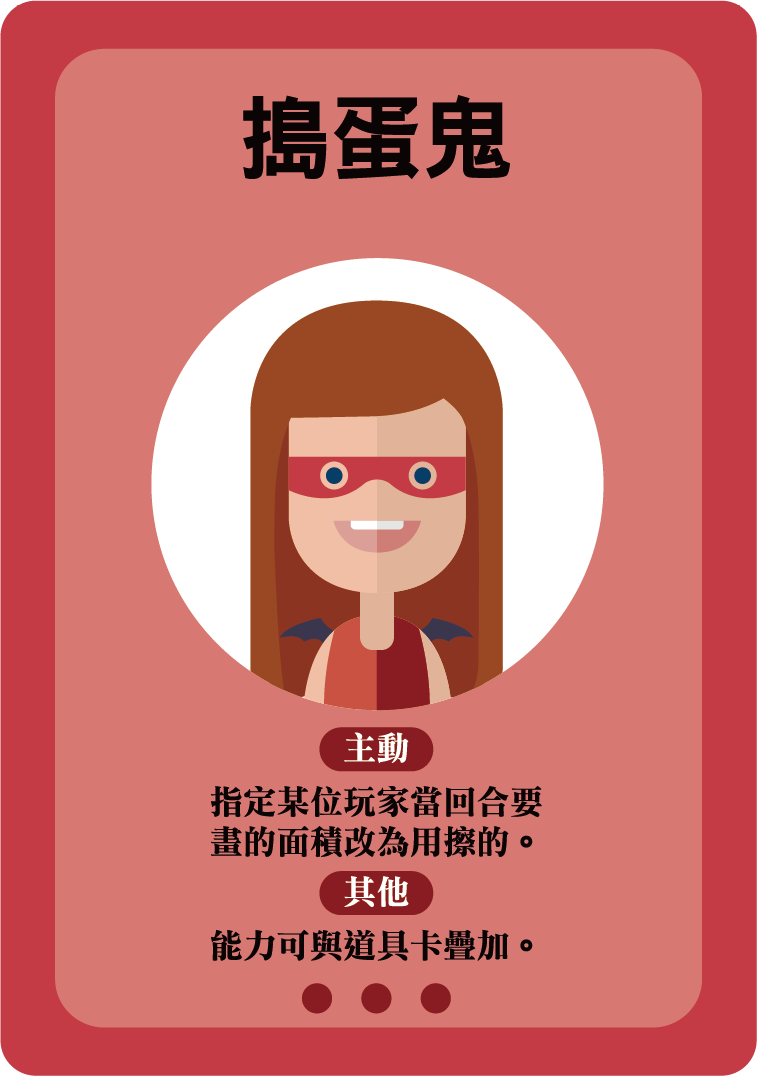 搗蛋鬼
主動
指定某位玩家當回合要
畫的面積改為用擦的。
其他
能力可與道具卡疊加。